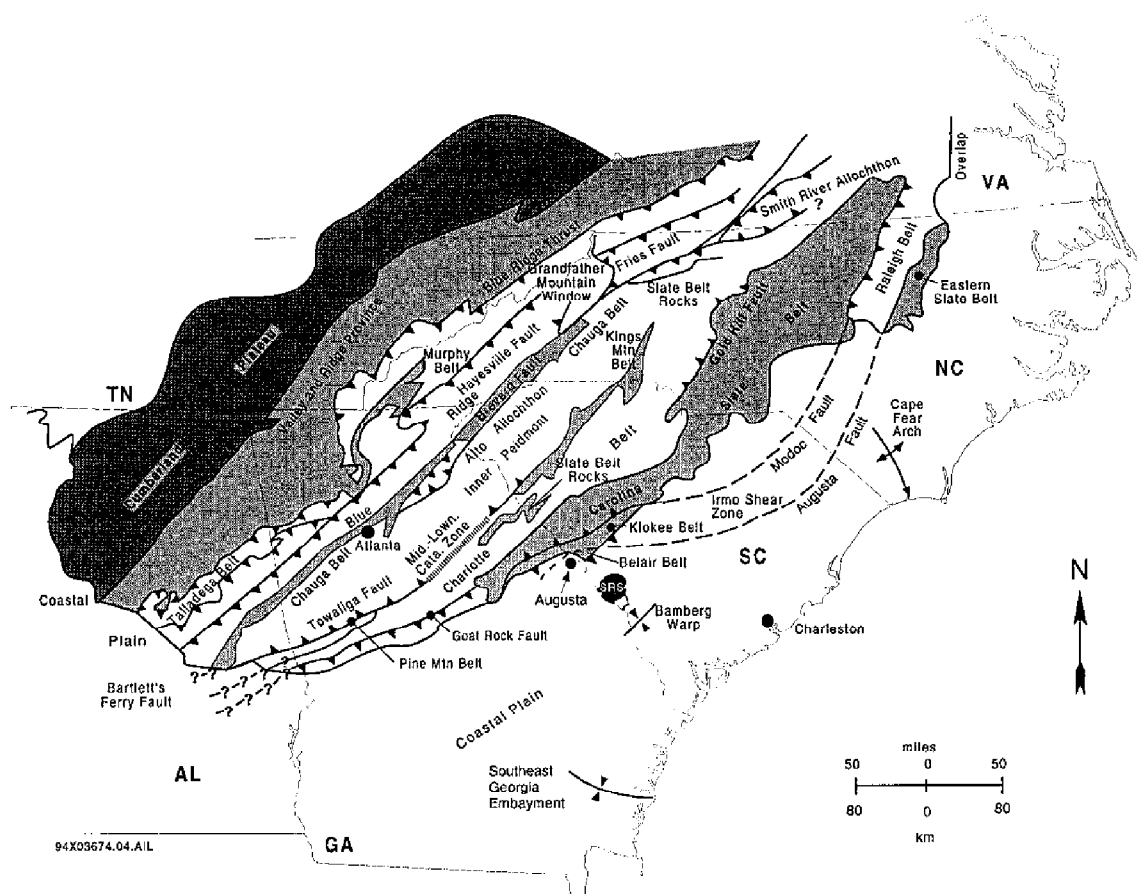 Overlap
VA
Smith River Allochthon
?
Blue Ridge Thrust
Fries Fault
Grandfather
Mountain
Window
Slate Belt
Rocks
Raleigh Belt
Eastern
Slate Belt
Valley and Ridge Province
Plateau
Cumberland
TN
Murphy
Belt
Hayesville Fault
Brevard Fault
Chauga Belt
Kings
Mtn
Belt
Gold Hill Fault
Slate
Belt
NC
Cape
Fear
Arch
Blue
Ridge
Alto
Allochthon
Inner
Peidmont
Slate Belt
Rocks
Belt
Modoc
Fault
Augusta
Fault
Irmo Shear
Zone
Carolina
Klokee Belt
SC
Belair Belt
Talladega Belt
Coastal
Plain
Chauga Belt
Atlanta
Mid.-Lown.
Cata. Zone
Charlotte
Towaliga Fault
Goat Rock Fault
Pine Mtn Belt
Augusta
SRS
Bamberg
Warp
Charleston
Bartlett's
Ferry Fault
?-?-?-?
?-?-?-?
-?-?
Coastal Plain
N
AL
Southeast
Georgia
Embayment
miles
50 0 50
80 0 80
km
94X03674.04.AIL
GA